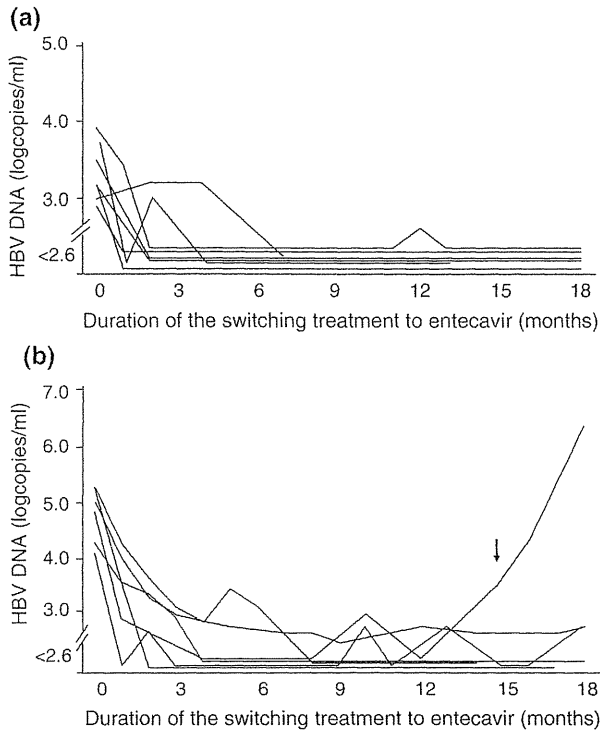 (a)
5.0
4.0
3.0
<2.6
HBV DNA (logcopies/ml)
0 3 6 9 12 15 18
Duration of the switching treatment to entecavir (months)
(b)
7.0
6.0
5.0
4.0
3.0
<2.6
HBV DNA (logcopies/ml)
0 3 6 9 12 15 18
Duration of the switching treatment to entecavir (months)